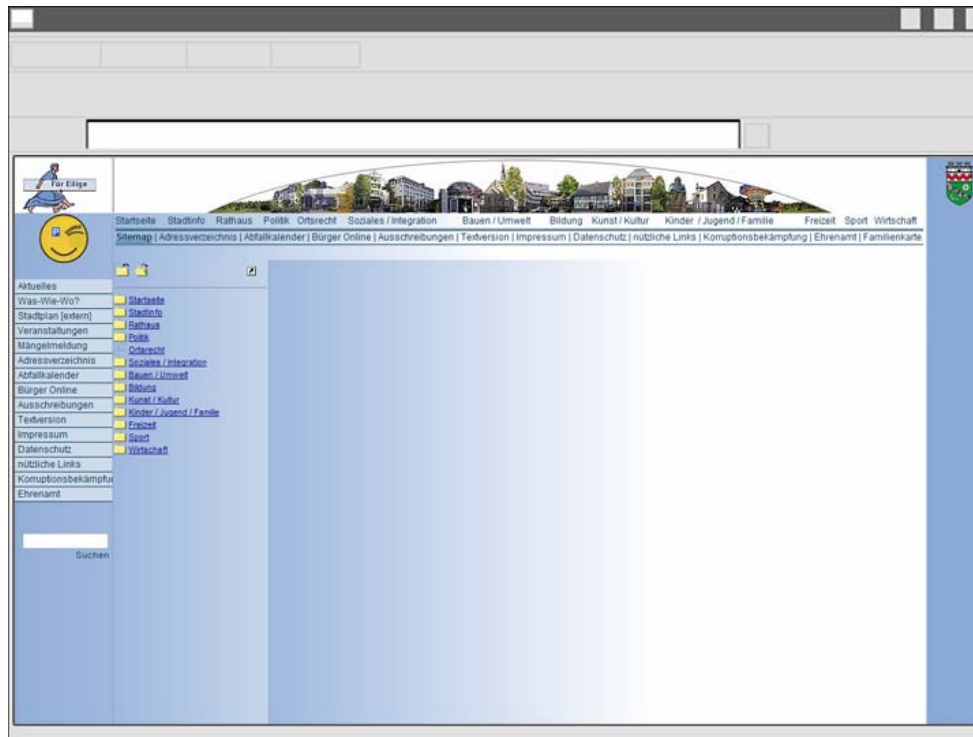 Für Eilige
Startseite Stadtinfo Rathaus Politik Ortsrecht Soziales / Integration Bauen / Umwelt Bildung Kunst / Kultur Kinder / Jugend / Familie Freizeit Sport Wirtschaft
Sitemap | Adressverzeichnis | Abfallkalender | Bürger Online | Ausschreibungen | Textversion | Impressum | Datenschutz | nützliche Links | Korruptionsbekämpfung | Ehrenamt | Familienkarte
Aktuelles
Was-Wie-Wo?
Stadtplan [extern]
Veranstaltungen
Mängelmeldung
Adressverzeichnis
Abfallkalender
Bürger Online
Ausschreibungen
Textversion
Impressum
Datenschutz
nützliche Links
Korruptionsbekämpfu
Ehrenamt
Suchen
Startseite
Stadtinfo
Rathaus
Politik
Ortsrecht
Soziales / Integration
Bauen / Umwelt
Bildung
Kunst / Kultur
Kinder / Jugend / Familie
Freizeit
Sport
Wirtschaft